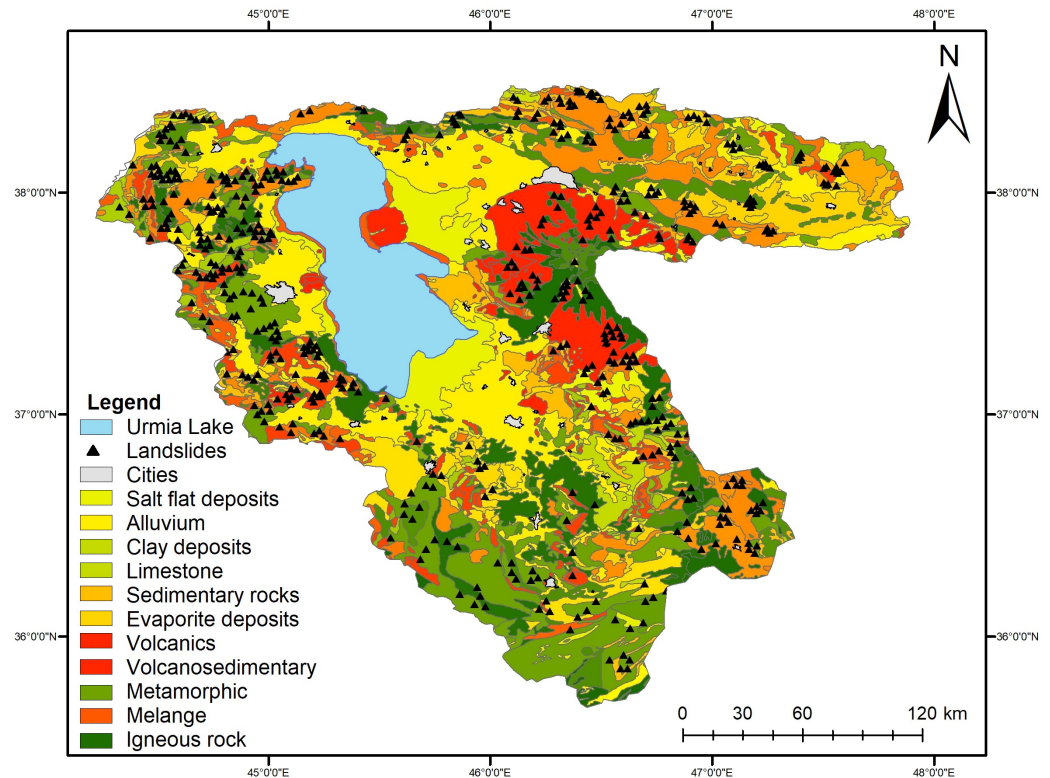 45°0'0"E 46°0'0"E 47°0'0"E 48°0'0"E
N
38°0'0"N 38°0'0"N
37°0'0"N 37°0'0"N
36°0'0"N 36°0'0"N
Legend
Urmia Lake
Landslides
Cities
Salt flat deposits
Alluvium
Clay deposits
Limestone
Sedimentary rocks
Evaporite deposits
Volcanics
Volcanosedimentary
Metamorphic
Melange
Igneous rock
0 30 60 120 km
45°0'0"E 46°0'0"E 47°0'0"E 48°0'0"E